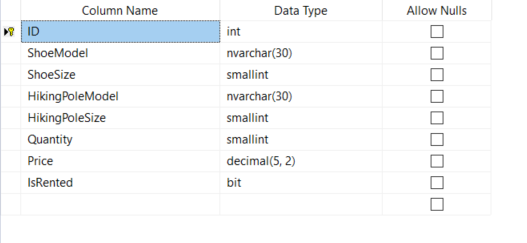 Column Name Data Type Allow Nulls
ID int
ShoeModel nvarchar(30)
ShoeSize smallint
HikingPoleModel nvarchar(30)
HikingPoleSize smallint
Quantity smallint
Price decimal(5, 2)
IsRented bit